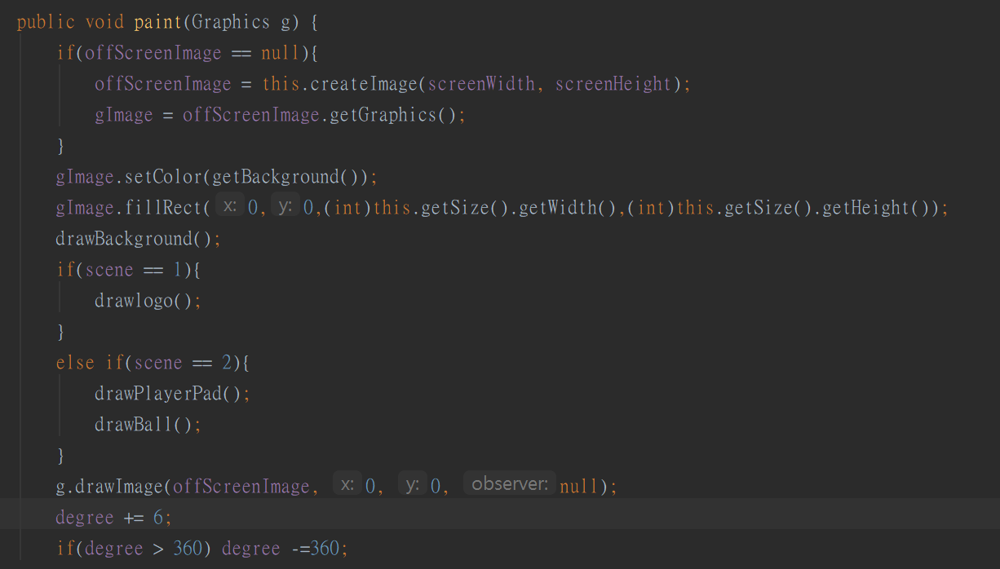 public void paint(Graphics g) {
if(offScreenImage == null){
offScreenImage = this.createImage(screenWidth, screenHeight);
gImage = offScreenImage.getGraphics();
}
gImage.setColor(getBackground());
gImage.fillRect( x: 0, y: 0,(int)this.getSize().getWidth(),(int)this.getSize().getHeight());
drawBackground();
if(scene == 1){
drawlogo();
}
else if(scene == 2){
drawPlayerPad();
drawBall();
}
g.drawImage(offScreenImage, x: 0, y: 0, observer: null);
degree += 6;
if(degree > 360) degree -=360;